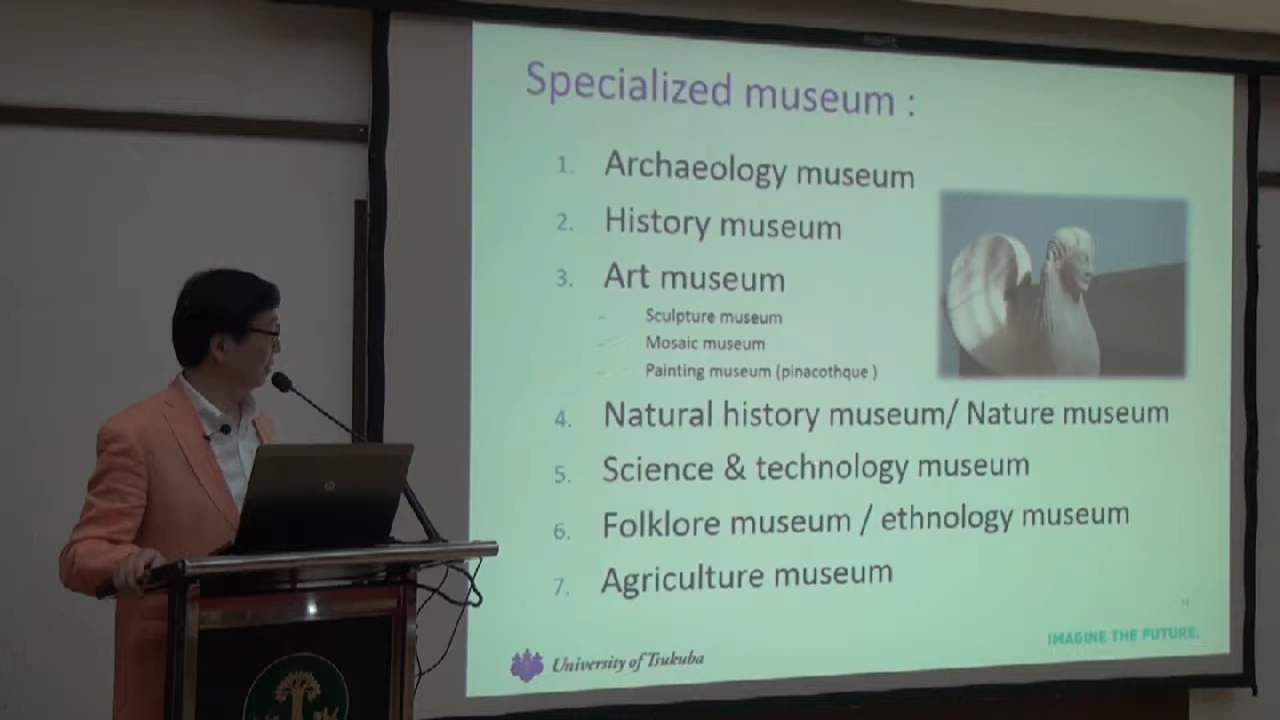 Specialized museum :
1. Archaeology museum
2. History museum
3. Art museum
- Sculpture museum
- Mosaic museum
- Painting museum (pinacothque )
4. Natural history museum/ Nature museum
5. Science & technology museum
6. Folklore museum / ethnology museum
7. Agriculture museum
IMAGINE THE FUTURE.
University of Tsukuba
hp